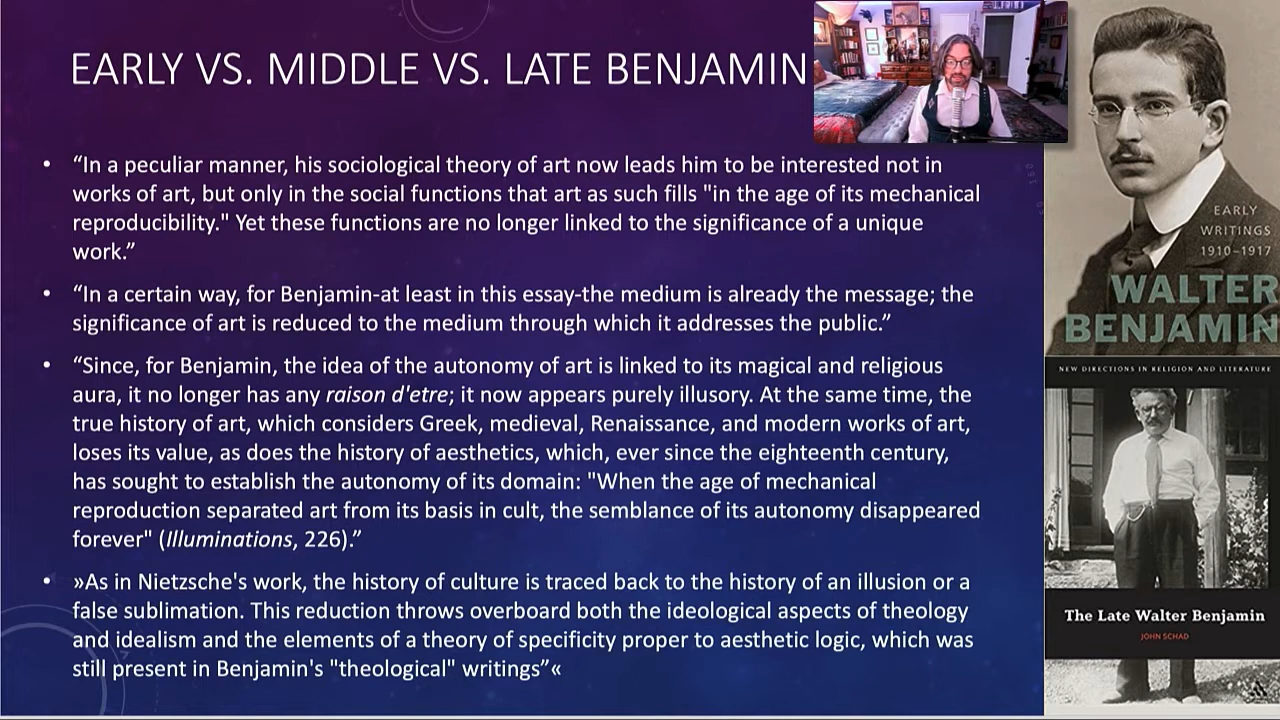 EARLY VS. MIDDLE VS. LATE BENJAMIN
• “In a peculiar manner, his sociological theory of art now leads him to be interested not in
works of art, but only in the social functions that art as such fills "in the age of its mechanical
reproducibility." Yet these functions are no longer linked to the significance of a unique
work.”
• “In a certain way, for Benjamin-at least in this essay-the medium is already the message; the
significance of art is reduced to the medium through which it addresses the public.”
• “Since, for Benjamin, the idea of the autonomy of art is linked to its magical and religious
aura, it no longer has any raison d'etre; it now appears purely illusory. At the same time, the
true history of art, which considers Greek, medieval, Renaissance, and modern works of art,
loses its value, as does the history of aesthetics, which, ever since the eighteenth century,
has sought to establish the autonomy of its domain: "When the age of mechanical
reproduction separated art from its basis in cult, the semblance of its autonomy disappeared
forever" (Illuminations, 226).”
• »As in Nietzsche's work, the history of culture is traced back to the history of an illusion or a
false sublimation. This reduction throws overboard both the ideological aspects of theology
and idealism and the elements of a theory of specificity proper to aesthetic logic, which was
still present in Benjamin's "theological" writings”«
EARLY
WRITINGS
1910–1917
WALTER
BENJAMIN
NEW DIRECTIONS IN RELIGION AND LITERATURE
The Late Walter Benjamin
JOHN SCHAD